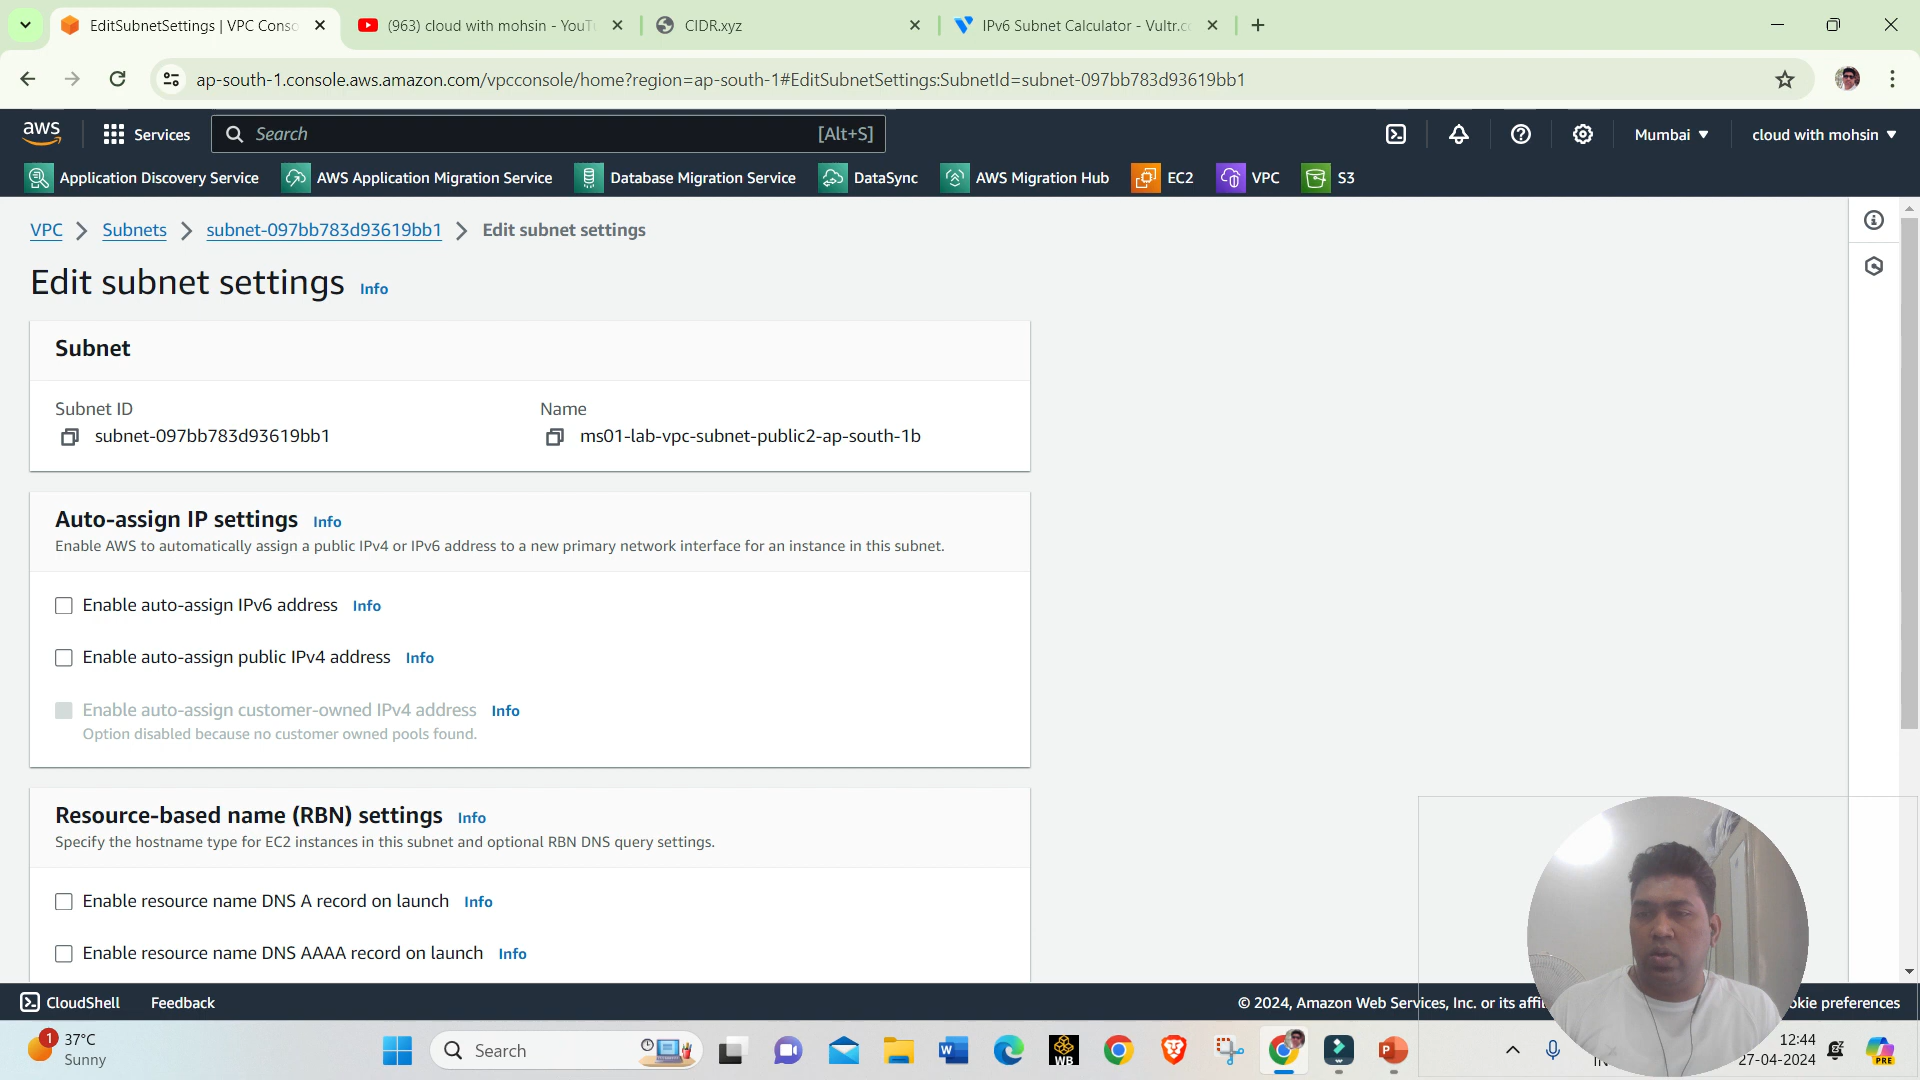 EditSubnetSettings | VPC Conso
(963) cloud with mohsin - YouTu
CIDR.xyz
IPv6 Subnet Calculator - Vultr.co
ap-south-1.console.aws.amazon.com/vpcconsole/home?region=ap-south-1#EditSubnetSettings:SubnetId=subnet-097bb783d93619bb1
aws
Services
Search
[Alt+S]
Mumbai
cloud with mohsin
Application Discovery Service
AWS Application Migration Service
Database Migration Service
DataSync
AWS Migration Hub
EC2
VPC
S3
VPC
Subnets
subnet-097bb783d93619bb1
Edit subnet settings
Edit subnet settings Info
Subnet
Subnet ID
subnet-097bb783d93619bb1
Name
ms01-lab-vpc-subnet-public2-ap-south-1b
Auto-assign IP settings Info
Enable AWS to automatically assign a public IPv4 or IPv6 address to a new primary network interface for an instance in this subnet.
Enable auto-assign IPv6 address Info
Enable auto-assign public IPv4 address Info
Enable auto-assign customer-owned IPv4 address Info
Option disabled because no customer owned pools found.
Resource-based name (RBN) settings Info
Specify the hostname type for EC2 instances in this subnet and optional RBN DNS query settings.
Enable resource name DNS A record on launch Info
Enable resource name DNS AAAA record on launch Info
CloudShell
Feedback
© 2024, Amazon Web Services, Inc. or its affil
okie preferences
1
37°C
Sunny
Search
W
WB
P
12:44
27-04-2024
PRE